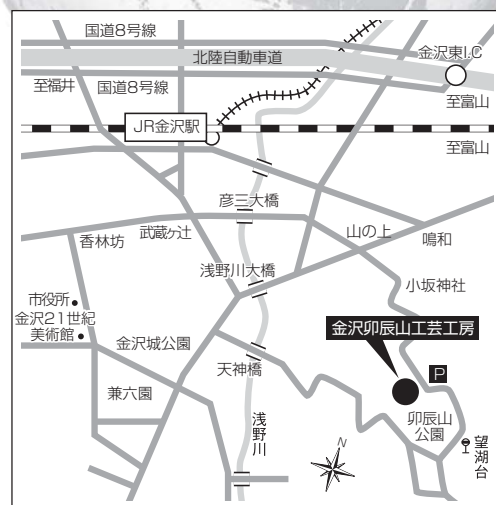 国道8号線
金沢東I.C
北陸自動車道
至福井
国道8号線
至富山
JR金沢駅
至富山
彦三大橋
香林坊
武蔵ヶ辻
山の上
鳴和
浅野川大橋
小坂神社
市役所
金沢21世紀
美術館
金沢城公園
金沢卯辰山工芸工房
天神橋
P
兼六園
卯辰山
公園
浅野川
望湖台
N